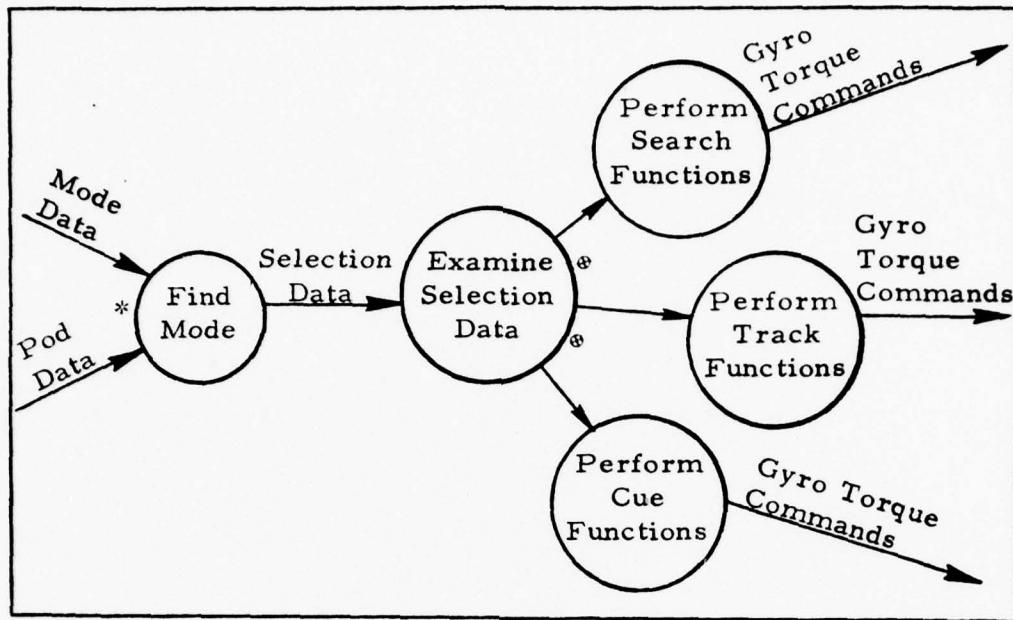 Mode
Data
*
Pod
Data
Find
Mode
Selection
Data
Examine
Selection
Data
⊕
⊕
Perform
Search
Functions
Gyro
Torque
Commands
Perform
Track
Functions
Gyro
Torque
Commands
Perform
Cue
Functions
Gyro Torque
Commands